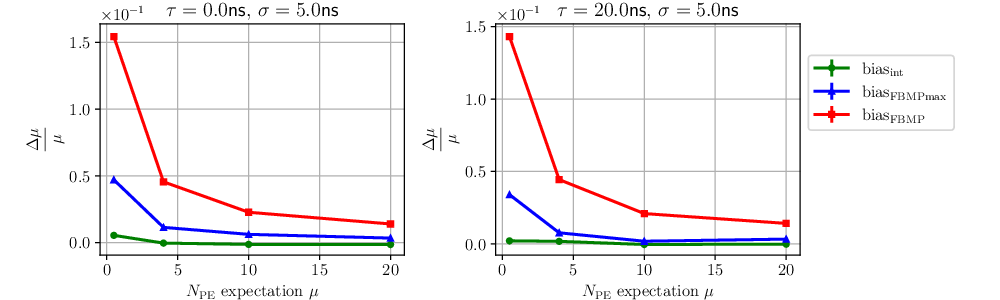 ×10⁻¹ τ = 0.0ns, σ = 5.0ns
1.5
1.0
0.5
0.0
Δμ
μ
0 5 10 15 20
N_PE expectation μ
×10⁻¹ τ = 20.0ns, σ = 5.0ns
1.5
1.0
0.5
0.0
Δμ
μ
0 5 10 15 20
N_PE expectation μ
bias_int
bias_FBMPmax
bias_FBMP